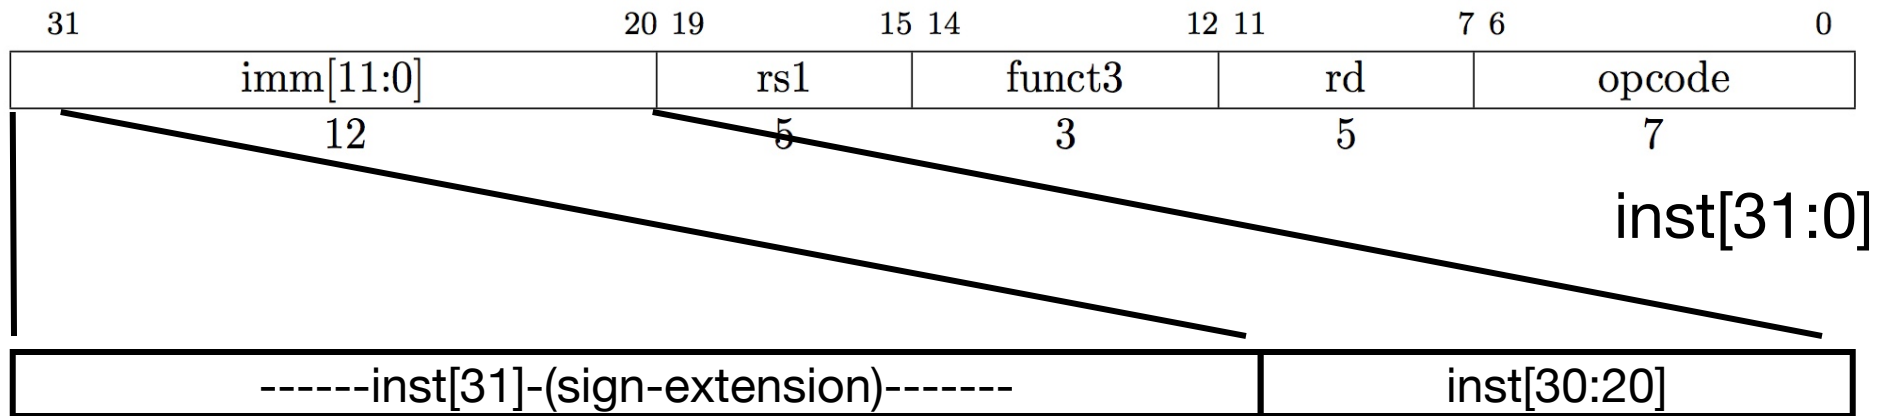 31 20 19 15 14 12 11 7 6 0
imm[11:0] rs1 funct3 rd opcode
12 5 3 5 7
inst[31:0]
------inst[31]-(sign-extension)------- inst[30:20]